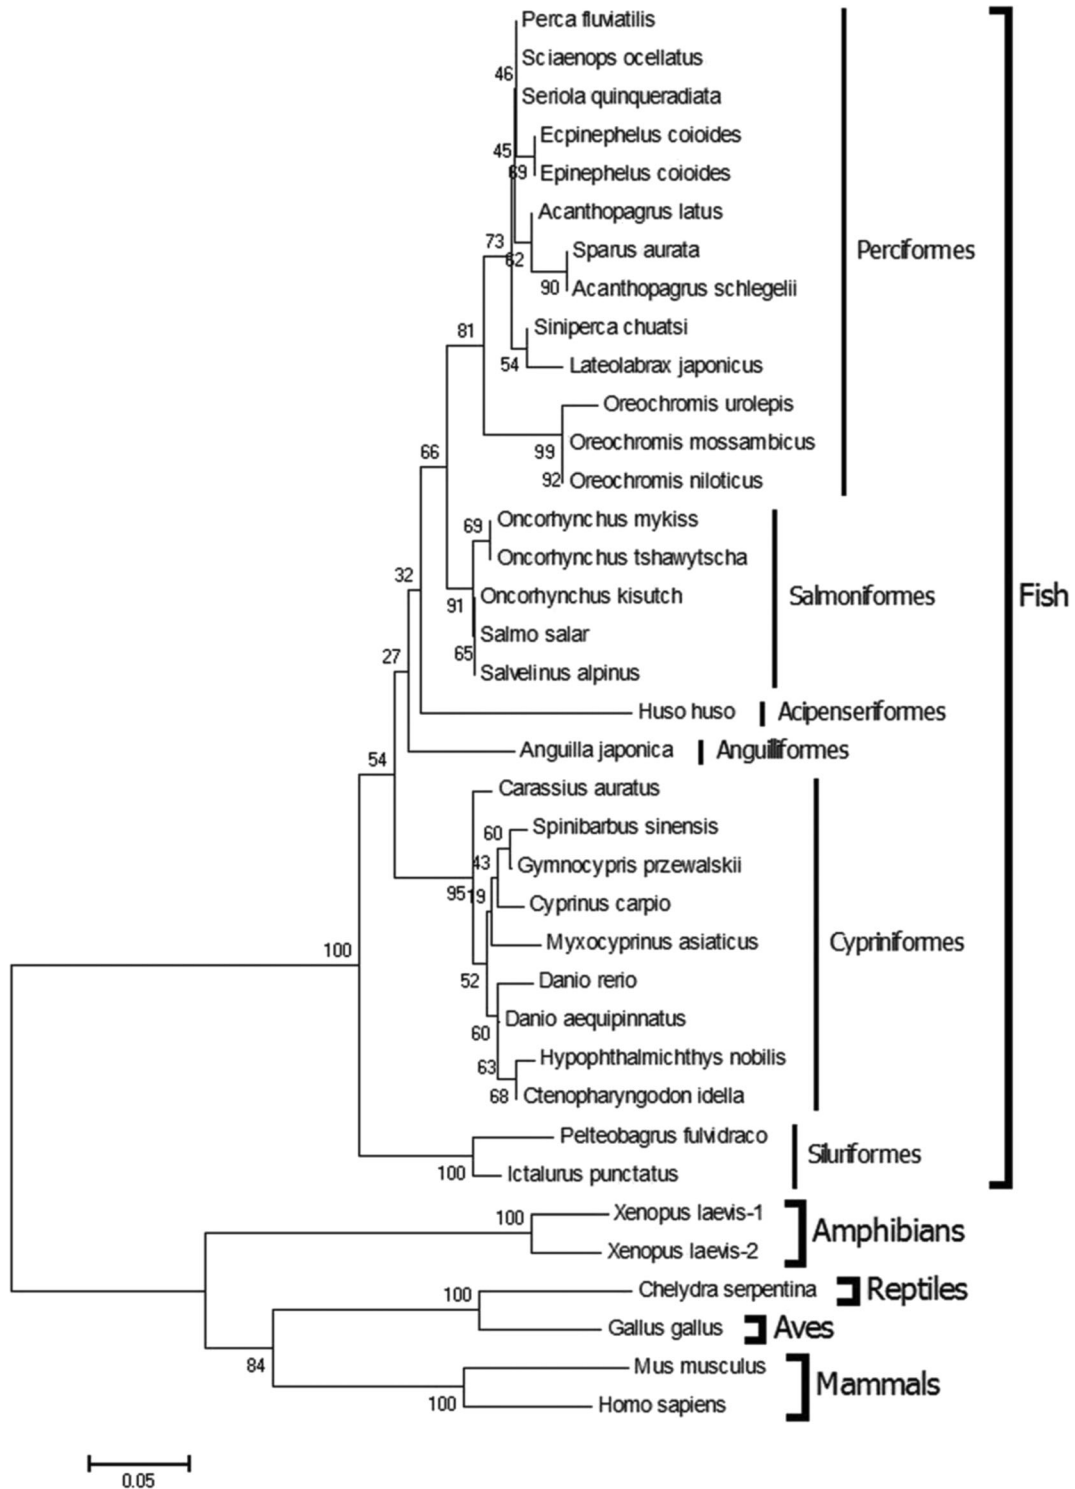 Perca fluviatilis
Sciaenops ocellatus
46
Seriola quinqueradiata
Ecpinephelus coioides
45
69
Epinephelus coioides
Acanthopagrus latus
73
62
Sparus aurata
Perciformes
90
Acanthopagrus schlegelii
81
Siniperca chuatsi
54
Lateolabrax japonicus
Oreochromis urolepis
66
99
Oreochromis mossambicus
92
Oreochromis niloticus
69
Oncorhynchus mykiss
Oncorhynchus tshawytscha
32
91
Oncorhynchus kisutch
Salmoniformes
Fish
Salmo salar
27
65
Salvelinus alpinus
Huso huso
Acipenseriformes
Anguilla japonica
Anguilliformes
54
Carassius auratus
60
Spinibarbus sinensis
43
Gymnocypris przewalskii
95
19
Cyprinus carpio
100
Myxocyprinus asiaticus
Cypriniformes
52
Danio rerio
60
Danio aequipinnatus
63
Hypophthalmichthys nobilis
68
Ctenopharyngodon idella
Pelteobagrus fulvidraco
Siluriformes
100
Ictalurus punctatus
100
Xenopus laevis-1
Amphibians
Xenopus laevis-2
100
Chelydra serpentina
Reptiles
Gallus gallus
Aves
84
Mus musculus
Mammals
100
Homo sapiens
0.05